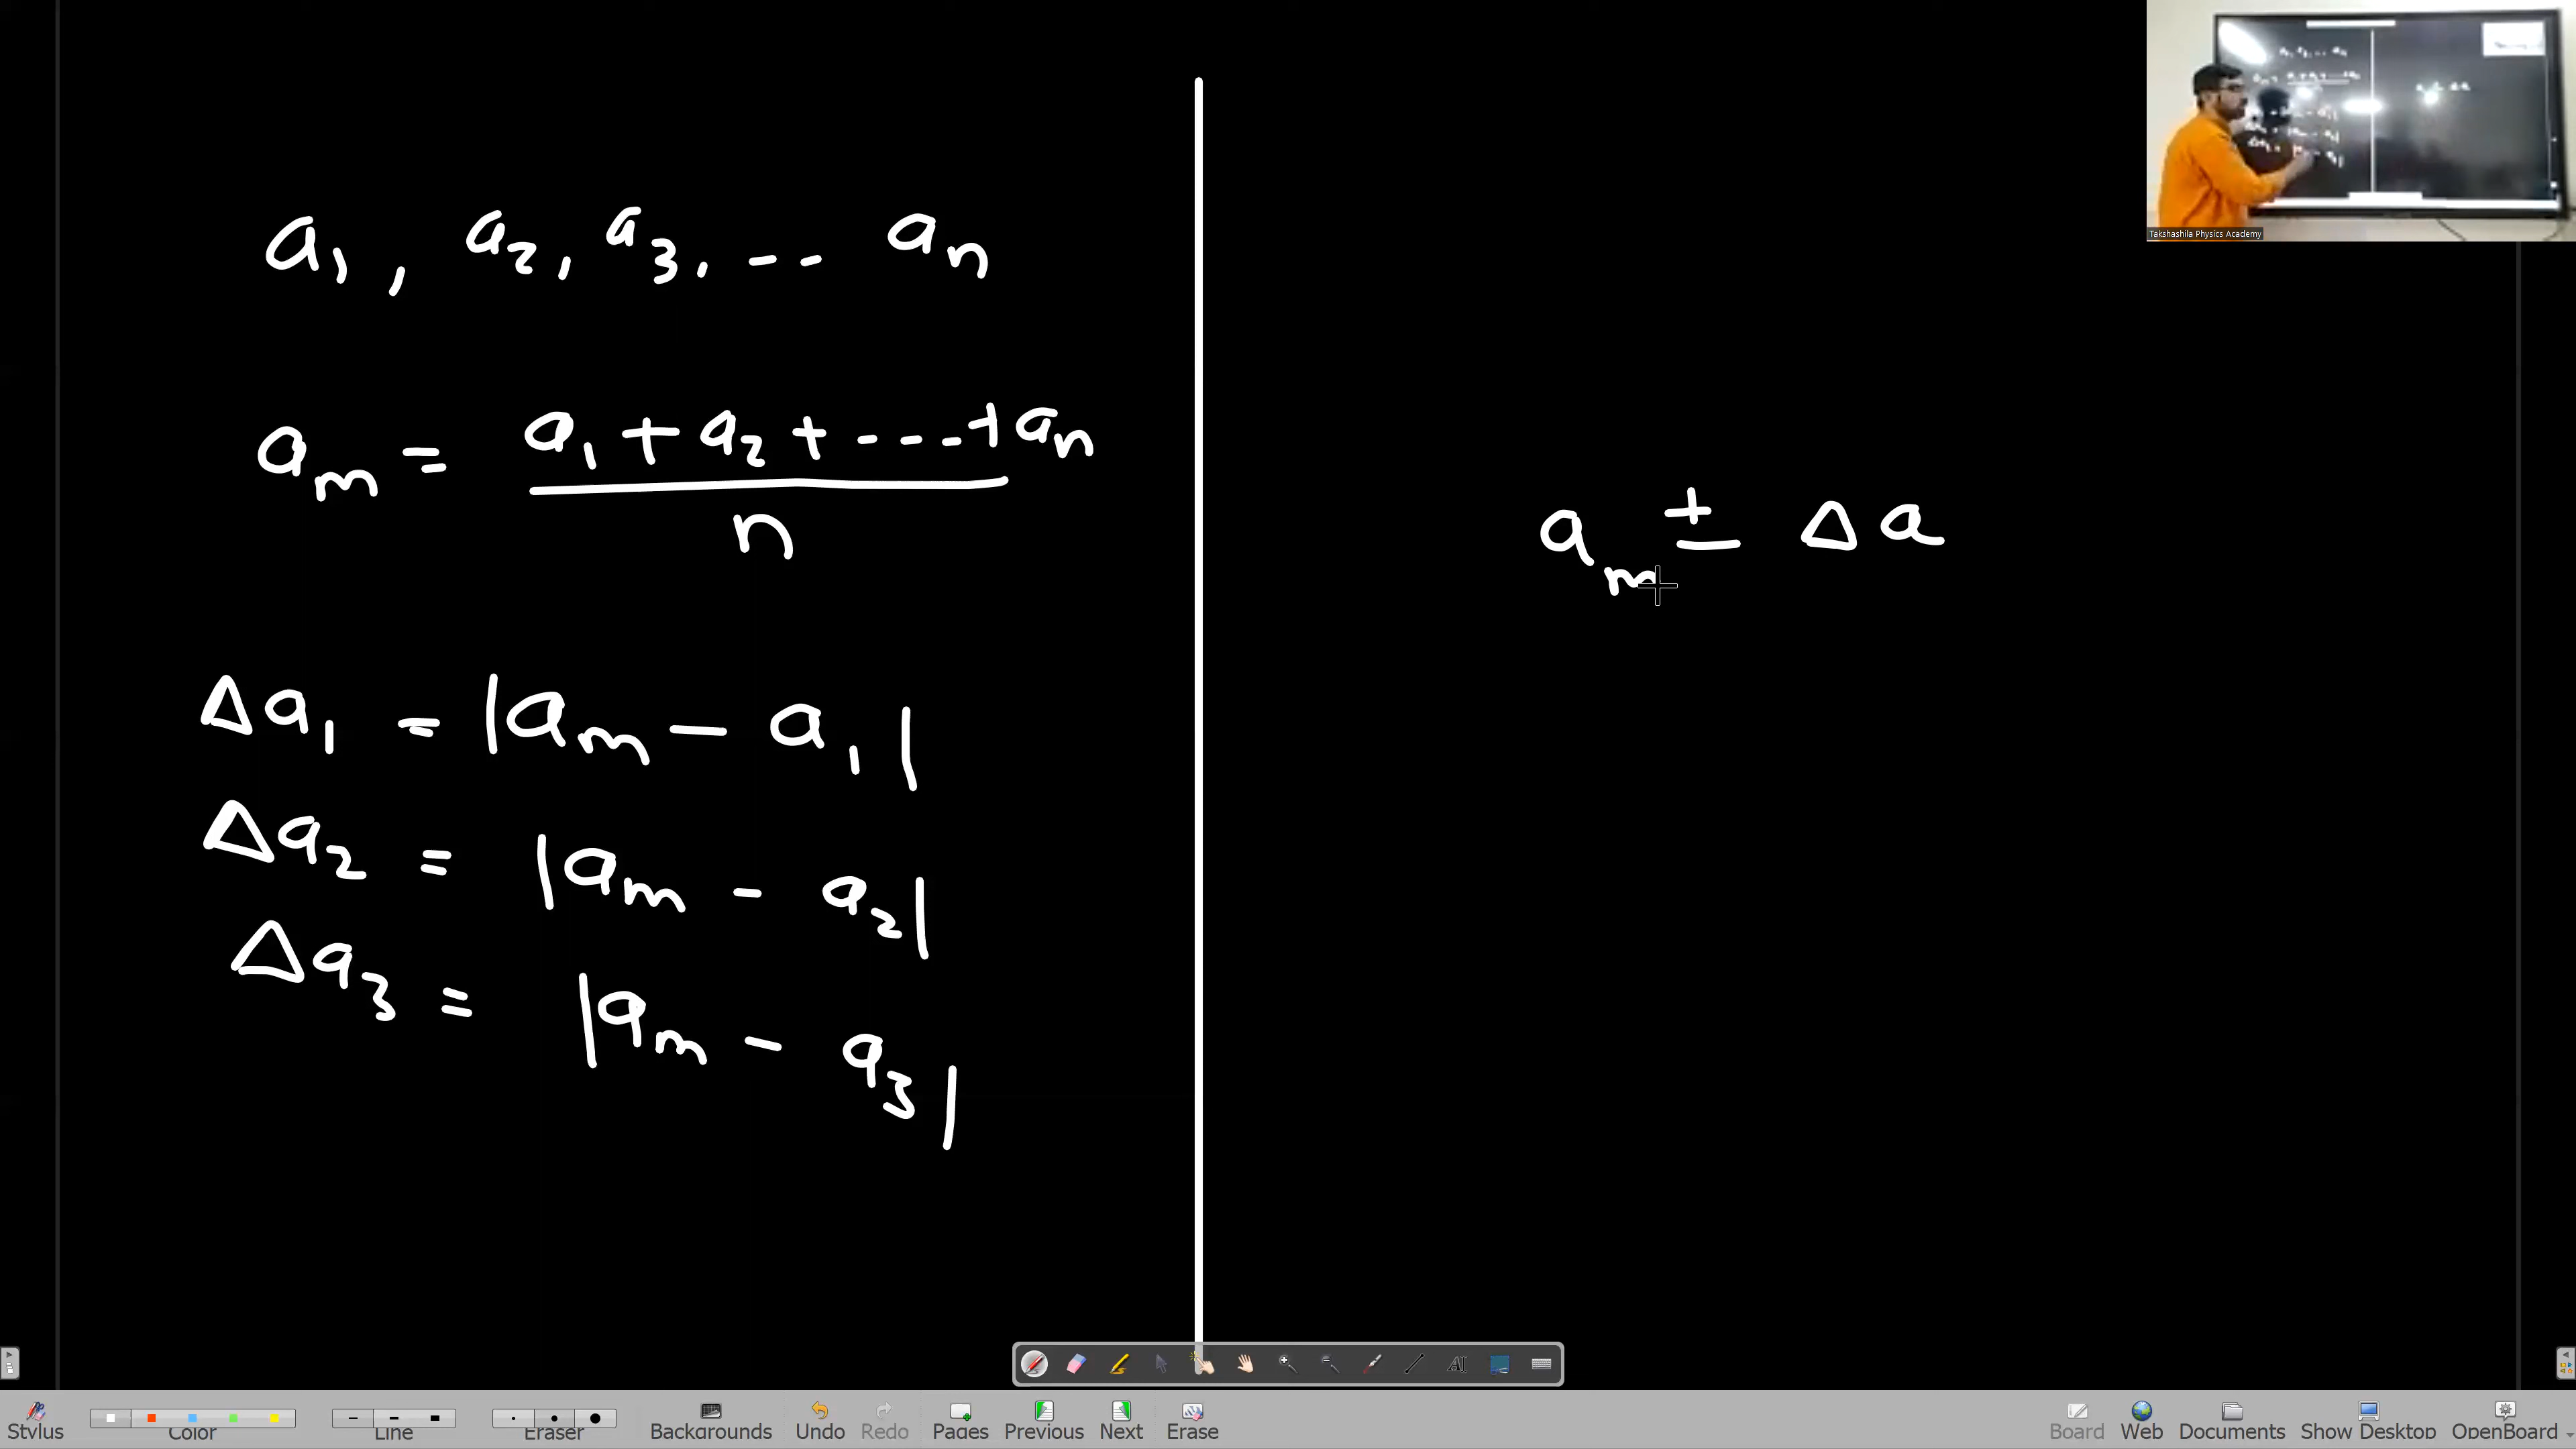 a₁, a₂, a₃, -- aₙ
aₘ = (a₁ + a₂ + ---+ aₙ) / n
Δa₁ = |aₘ - a₁|
Δa₂ = |aₘ - a₂|
Δa₃ = |aₘ - a₃|
aₘ ± Δa
Takshashila Physics Academy
Stylus Color Line Eraser Backgrounds Undo Redo Pages Previous Next Erase Board Web Documents Show Desktop OpenBoard